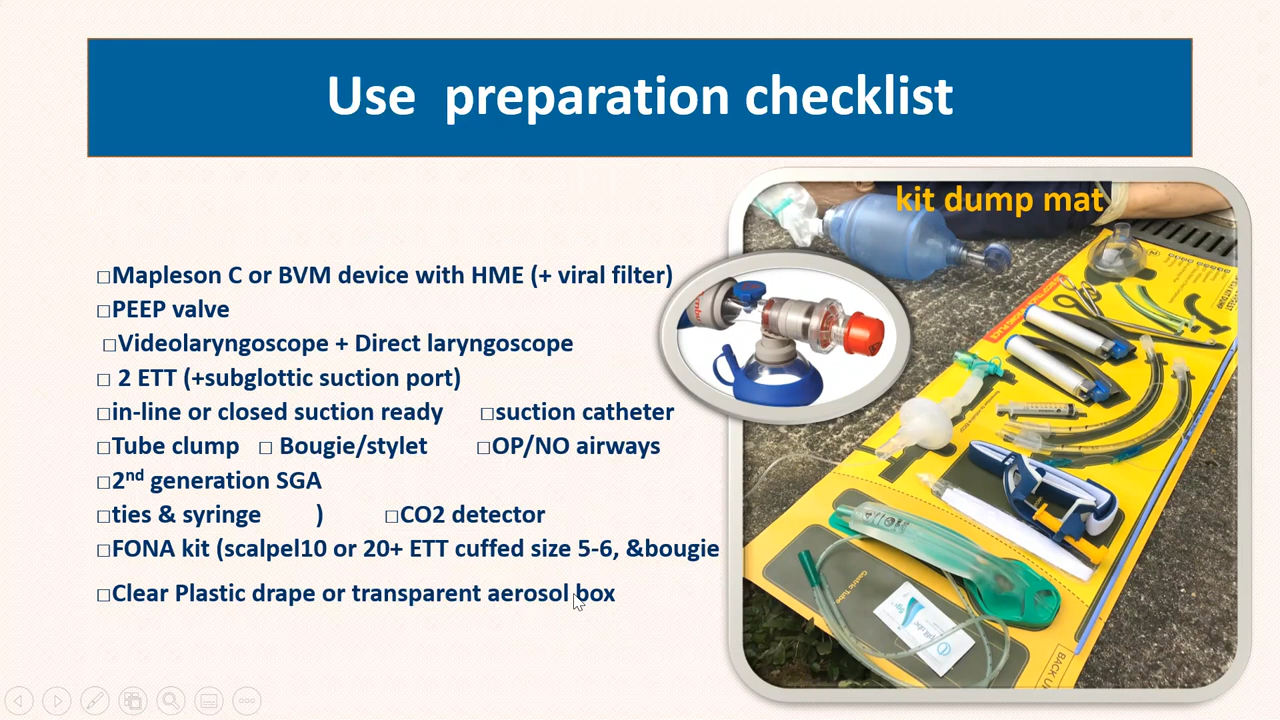 Use preparation checklist
kit dump mat
□Mapleson C or BVM device with HME (+ viral filter)
□PEEP valve
□Videolaryngoscope + Direct laryngoscope
□ 2 ETT (+subglottic suction port)
□in-line or closed suction ready □suction catheter
□Tube clump □ Bougie/stylet □OP/NO airways
□2nd generation SGA
□ties & syringe ) □CO2 detector
□FONA kit (scalpel10 or 20+ ETT cuffed size 5-6, &bougie
□Clear Plastic drape or transparent aerosol box
Gastric Tube